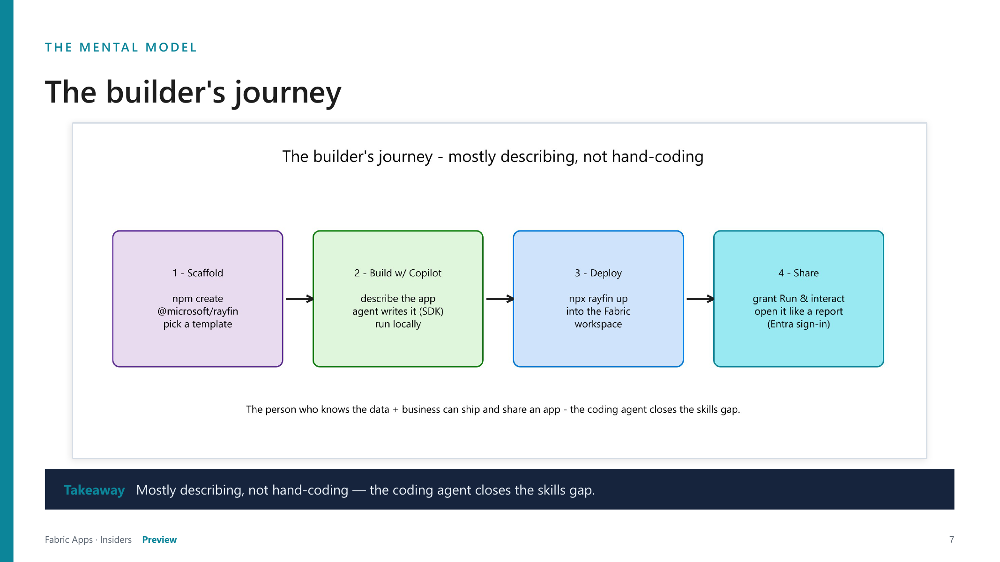 THE MENTAL MODEL
The builder's journey
The builder's journey - mostly describing, not hand-coding
1 - Scaffold
npm create
@microsoft/rayfin
pick a template
2 - Build w/ Copilot
describe the app
agent writes it (SDK)
run locally
3 - Deploy
npx rayfin up
into the Fabric
workspace
4 - Share
grant Run & interact
open it like a report
(Entra sign-in)
The person who knows the data + business can ship and share an app - the coding agent closes the skills gap.
Takeaway Mostly describing, not hand-coding — the coding agent closes the skills gap.
Fabric Apps · Insiders Preview
7